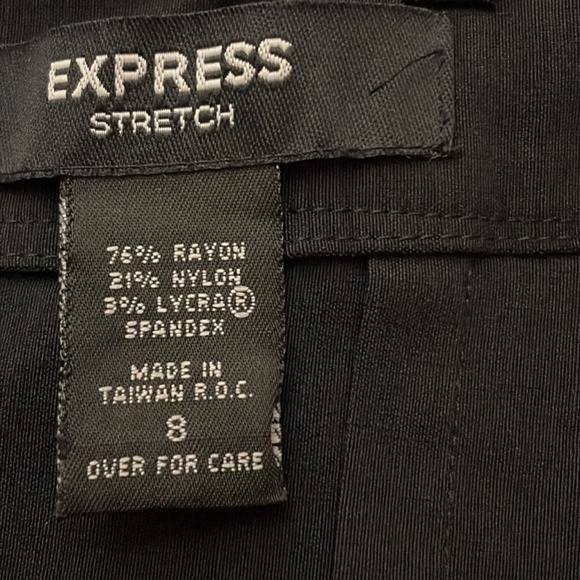 EXPRESS
STRETCH
76% RAYON
21% NYLON
3% LYCRA®
SPANDEX
MADE IN
TAIWAN R.O.C.
8
OVER FOR CARE